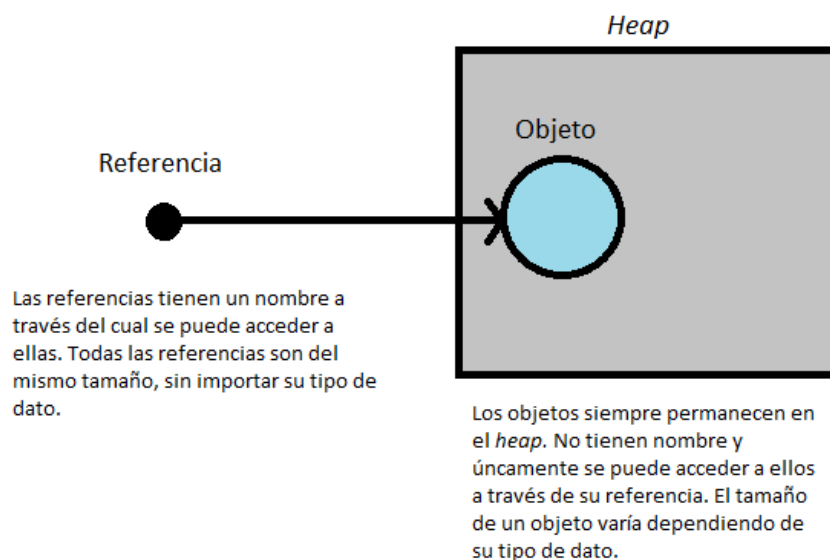 Heap
Objeto
Referencia
Las referencias tienen un nombre a
través del cual se puede acceder a
ellas. Todas las referencias son del
mismo tamaño, sin importar su tipo de
dato.
Los objetos siempre permanecen en
el heap. No tienen nombre y
úncamente se puede acceder a ellos
a través de su referencia. El tamaño
de un objeto varía dependiendo de
su tipo de dato.